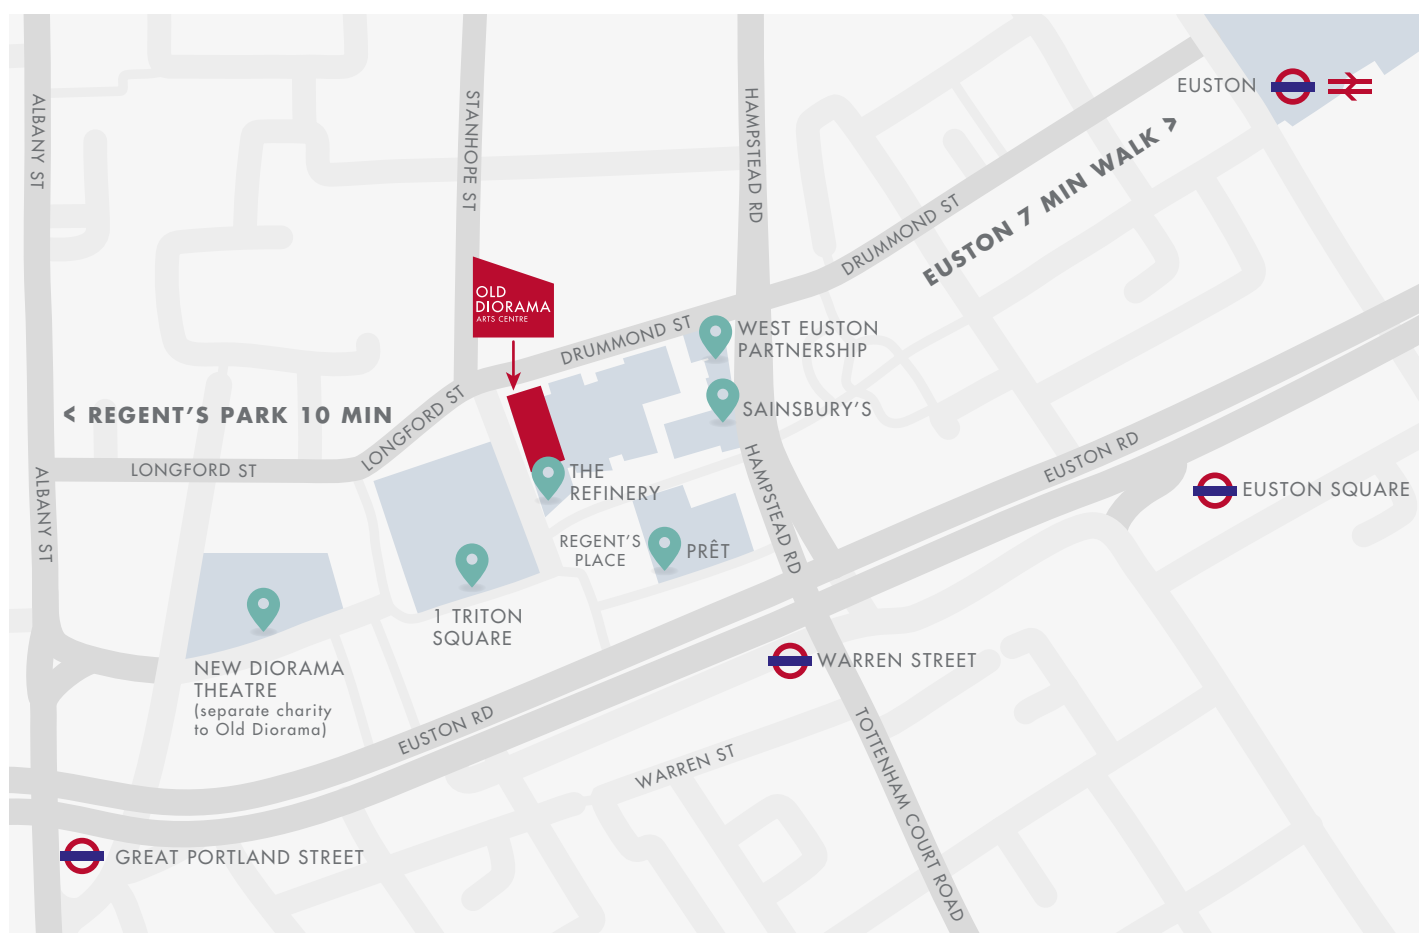 EUSTON
EUSTON 7 MIN WALK >
ALBANY ST
STANHOPE ST
HAMPSTEAD RD
DRUMMOND ST
OLD
DIORAMA
ARTS CENTRE
DRUMMOND ST
WEST EUSTON
PARTNERSHIP
SAINSBURY'S
< REGENT'S PARK 10 MIN
LONGFORD ST
LONGFORD ST
ALBANY ST
THE
REFINERY
HAMPSTEAD RD
EUSTON RD
EUSTON SQUARE
REGENT'S
PLACE
PRÊT
1 TRITON
SQUARE
NEW DIORAMA
THEATRE
(separate charity
to Old Diorama)
WARREN STREET
EUSTON RD
WARREN ST
TOTTENHAM COURT ROAD
GREAT PORTLAND STREET